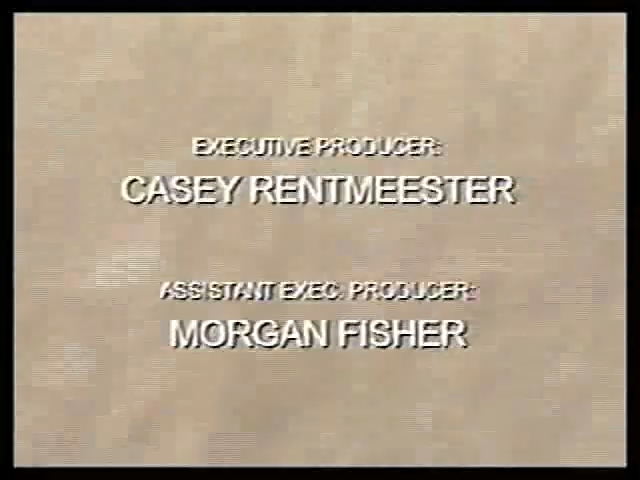 EXECUTIVE PRODUCER:
CASEY RENTMEESTER
ASSISTANT EXEC. PRODUCER:
MORGAN FISHER